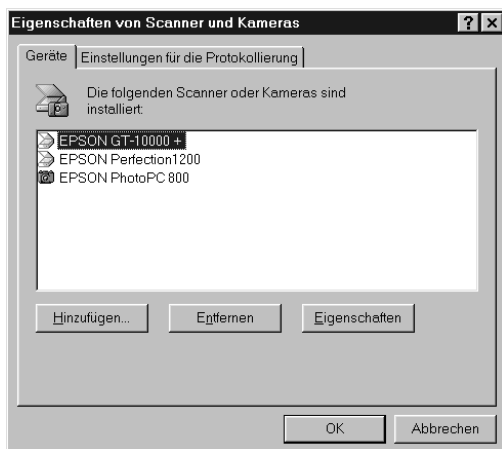 Eigenschaften von Scanner und Kameras
Geräte
Einstellungen für die Protokollierung
Die folgenden Scanner oder Kameras sind
installiert:
EPSON GT-10000 +
EPSON Perfection1200
EPSON PhotoPC 800
Hinzufügen...
Entfernen
Eigenschaften
OK
Abbrechen